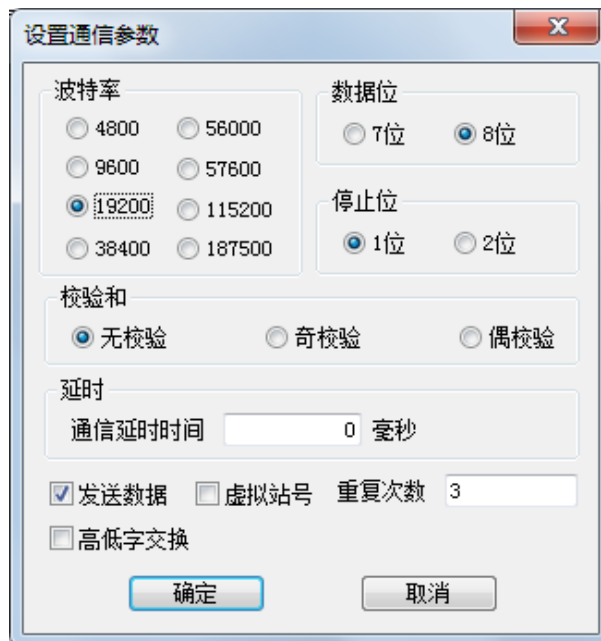 设置通信参数
波特率
4800 56000
9600 57600
19200 115200
38400 187500
数据位
7位 8位
停止位
1位 2位
校验和
无校验 奇校验 偶校验
延时
通信延时时间 0 毫秒
发送数据 虚拟站号 重复次数 3
高低字交换
确定 取消